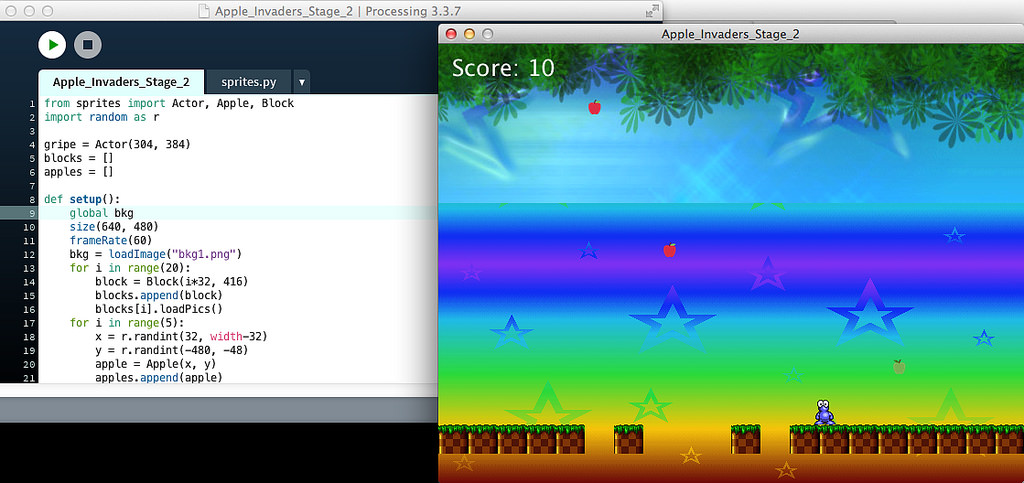 Apple_Invaders_Stage_2 | Processing 3.3.7
Apple_Invaders_Stage_2
sprites.py
1 from sprites import Actor, Apple, Block
2 import random as r
3
4 gripe = Actor(304, 384)
5 blocks = []
6 apples = []
7
8 def setup():
9     global bkg
10     size(640, 480)
11     frameRate(60)
12     bkg = loadImage("bkg1.png")
13     for i in range(20):
14         block = Block(i*32, 416)
15         blocks.append(block)
16         blocks[i].loadPics()
17     for i in range(5):
18         x = r.randint(32, width-32)
19         y = r.randint(-480, -48)
20         apple = Apple(x, y)
21         apples.append(apple)
Apple_Invaders_Stage_2
Score: 10